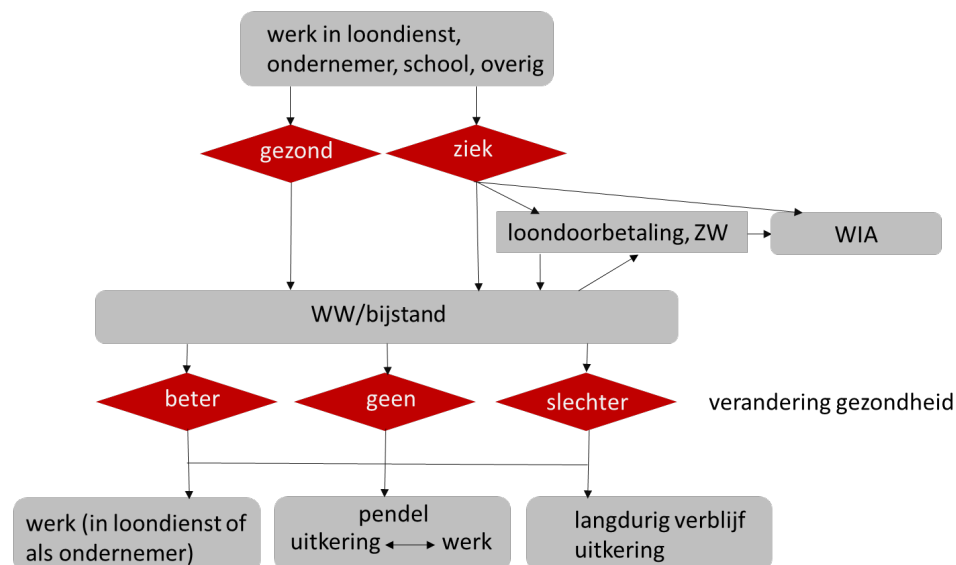 werk in loondienst,
ondernemer, school, overig
gezond
ziek
loondoorbetaling, ZW
WIA
WW/bijstand
beter
geen
slechter
verandering gezondheid
werk (in loondienst of
als ondernemer)
pendel
uitkering werk
langdurig verblijf
uitkering